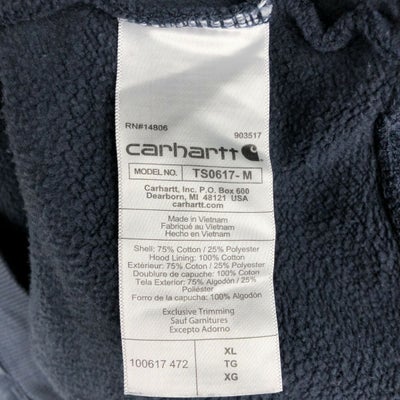 RN#14806
903517
carhartt
MODEL NO. TS0617- M
Carhartt, Inc. P.O. Box 600
Dearborn, MI 48121 USA
carhartt.com
Made in Vietnam
Fabriqué en Vietnam
Hecho en Vietnam
Shell: 75% Cotton / 25% Polyester
Hood Lining: 100% Cotton
Extérieur: 75% Coton / 25% Polyester
Doublure de capuche: 100% Coton
Tela Exterior: 75% Algodón / 25%
Poliéster
Forro de la capucha: 100% Algodón
Exclusive Trimming
Sauf Garnitures
Excepto Adorno
100617 472
XL
TG
XG